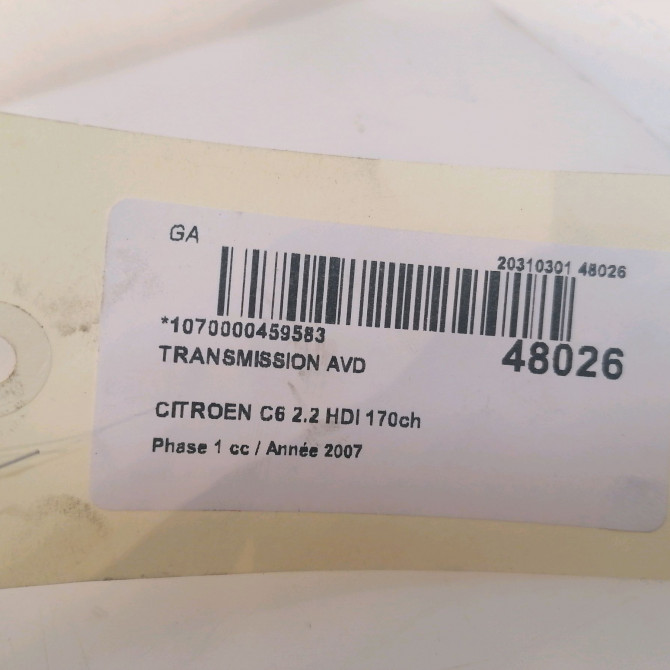 GA
20310301 48026
*1070000459583
48026
TRANSMISSION AVD
CITROEN C6 2.2 HDI 170ch
Phase 1 cc / Année 2007